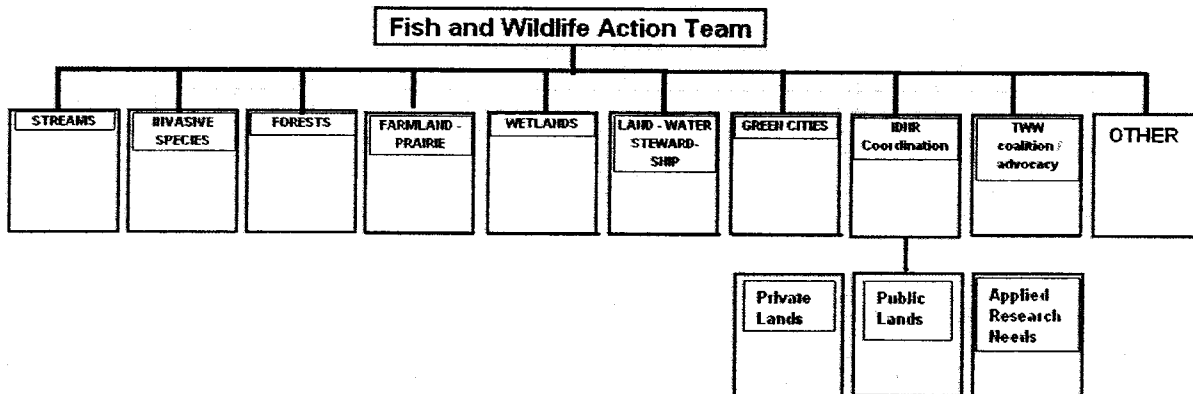 Fish and Wildlife Action Team
STREAMS
INVASIVE
SPECIES
FORESTS
FARMLAND -
PRAIRIE
WETLANDS
LAND - WATER
STEWARD-
SHIP
GREEN CITIES
IDNR
Coordination
TWW
coalition /
advocacy
OTHER
Private
Lands
Public
Lands
Applied
Research
Needs